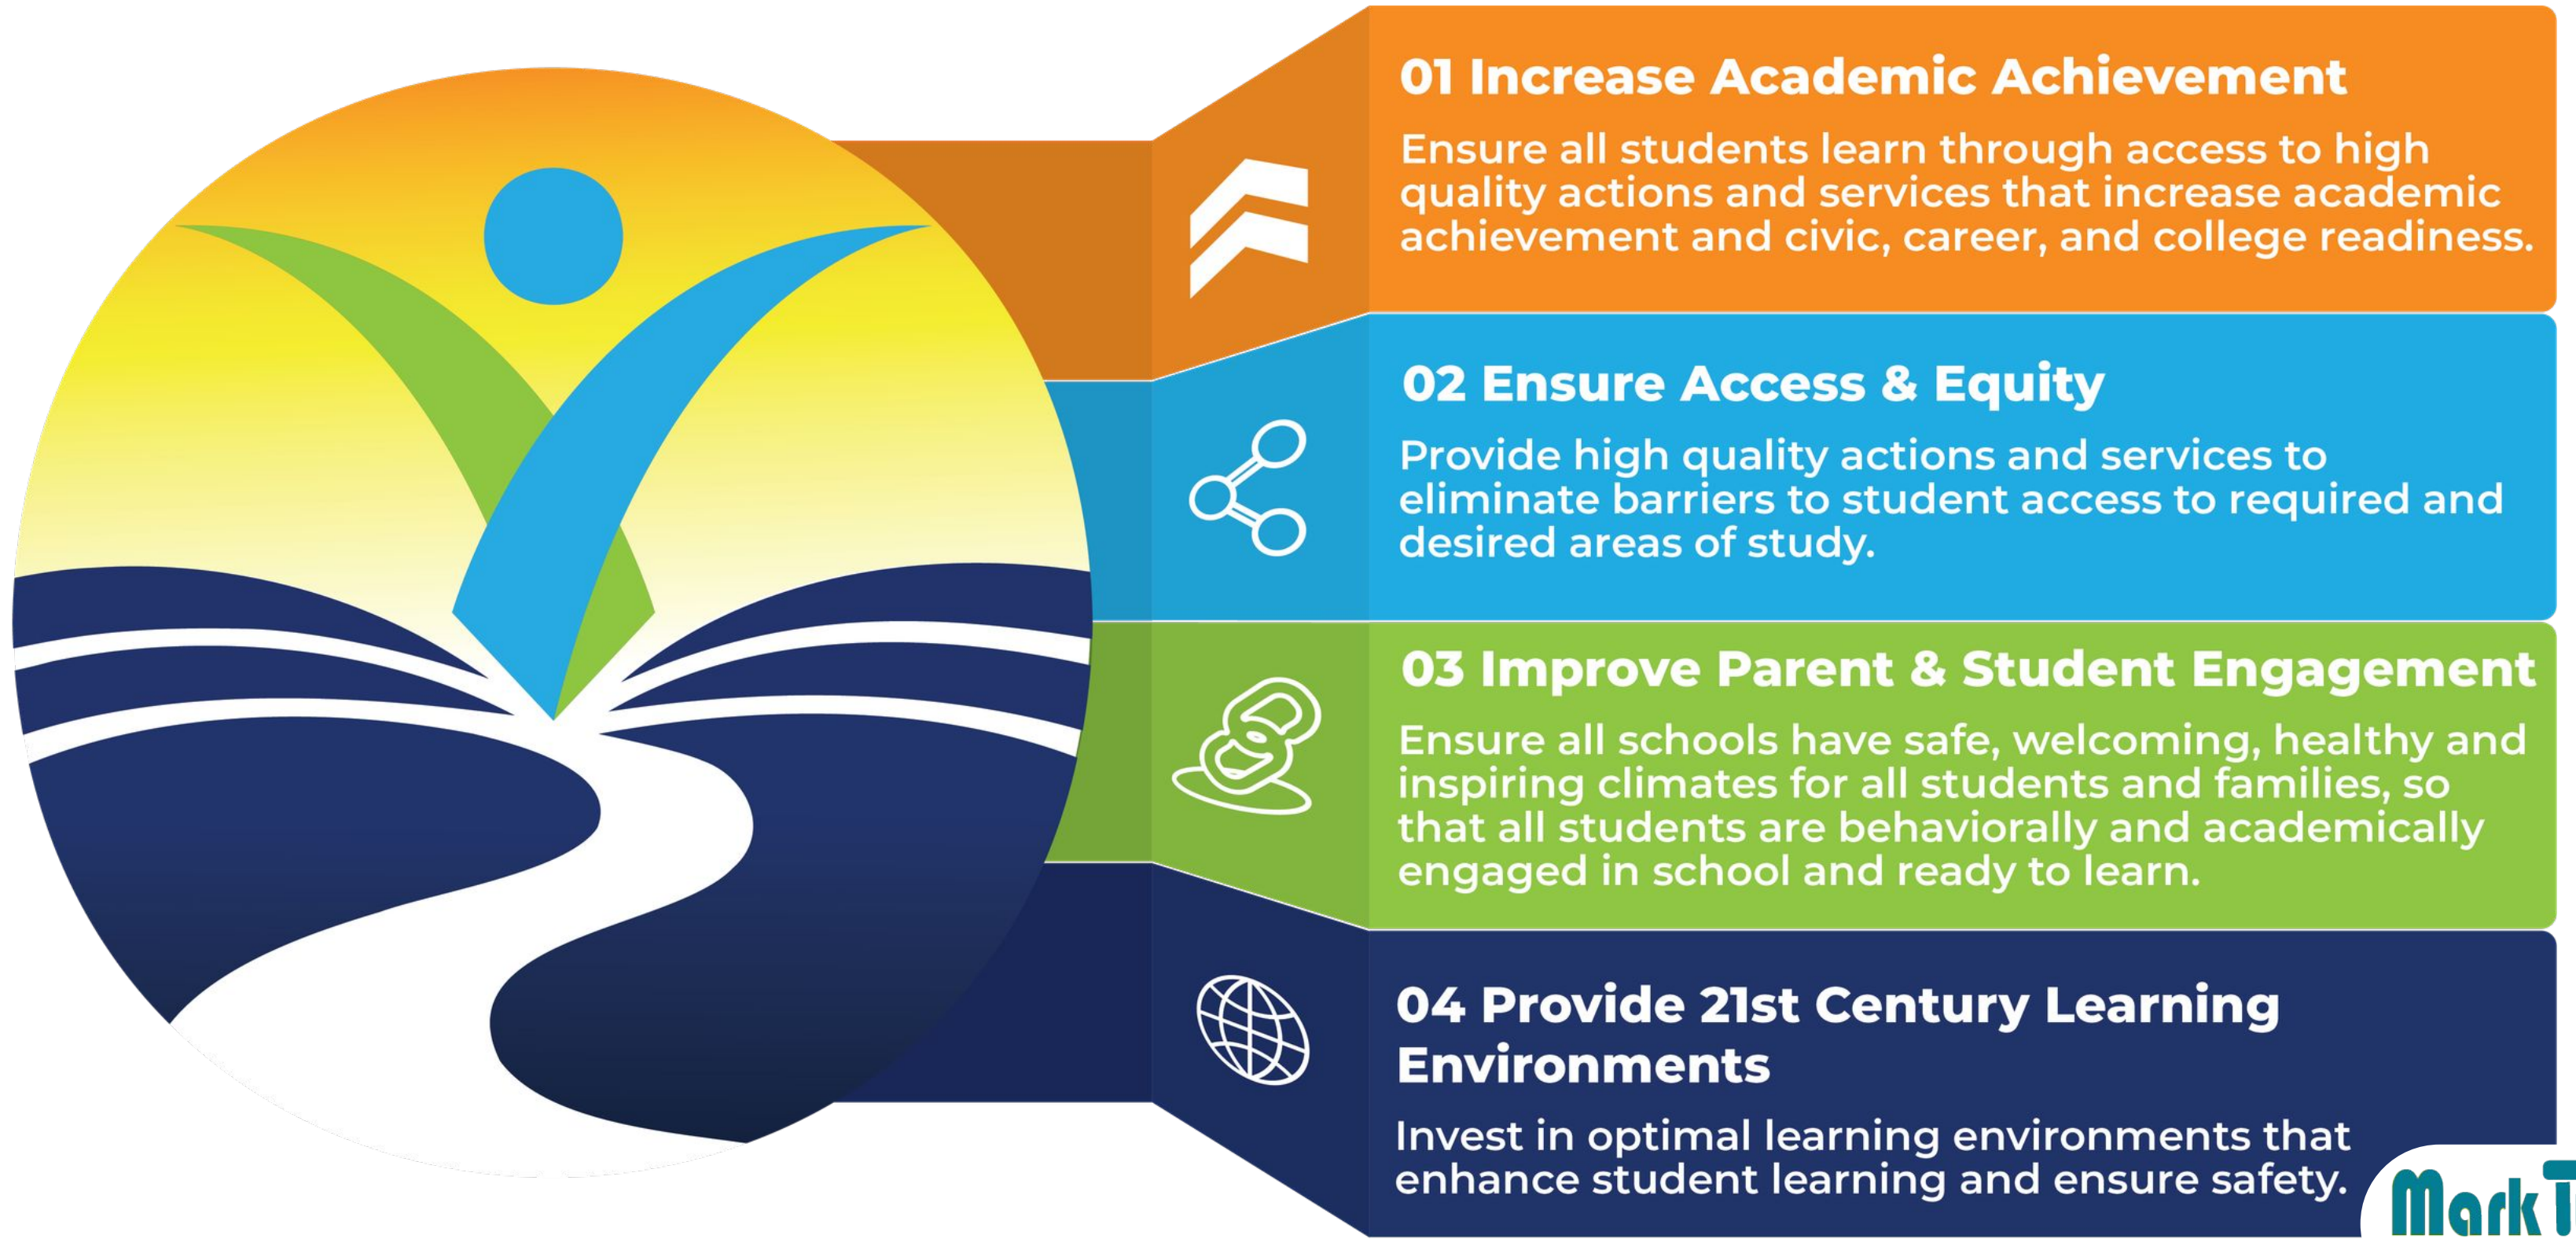 01 Increase Academic Achievement
Ensure all students learn through access to high
quality actions and services that increase academic
achievement and civic, career, and college readiness.
02 Ensure Access & Equity
Provide high quality actions and services to
eliminate barriers to student access to required and
desired areas of study.
03 Improve Parent & Student Engagement
Ensure all schools have safe, welcoming, healthy and
inspiring climates for all students and families, so
that all students are behaviorally and academically
engaged in school and ready to learn.
04 Provide 21st Century Learning
Environments
Invest in optimal learning environments that
enhance student learning and ensure safety.
Mark